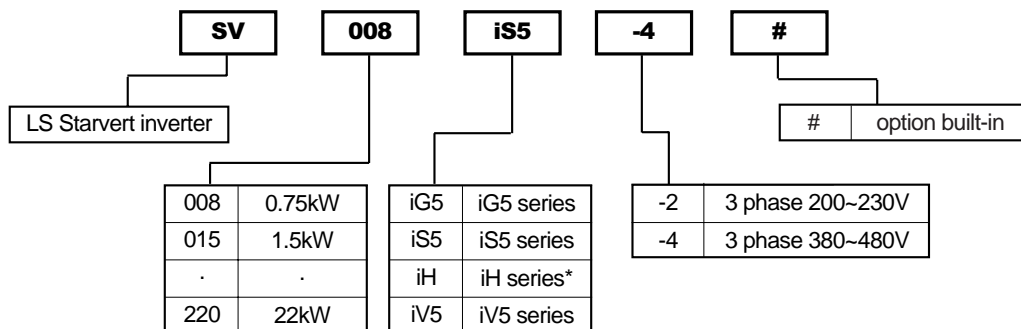 SV 008 iS5 -4 #
LS Starvert inverter
# option built-in
008 0.75kW
015 1.5kW
. .
220 22kW
iG5 iG5 series
iS5 iS5 series
iH iH series*
iV5 iV5 series
-2 3 phase 200~230V
-4 3 phase 380~480V